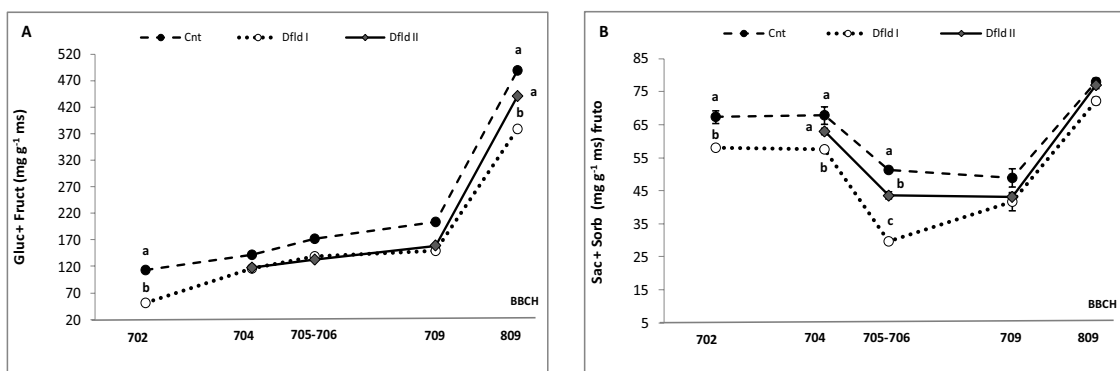 A
Cnt Dfld I Dfld II
Gluc+ Fruct (mg g-1 ms)
520
470
420
370
320
270
220
170
120
70
20
a
b
a
a
b
BBCH
702 704 705-706 709 809
B
Cnt Dfld I Dfld II
Sac + Sorb (mg g-1 ms) fruto
85
75
65
55
45
35
25
15
5
a
b
a
a
b
a
b
c
BBCH
702 704 705-706 709 809